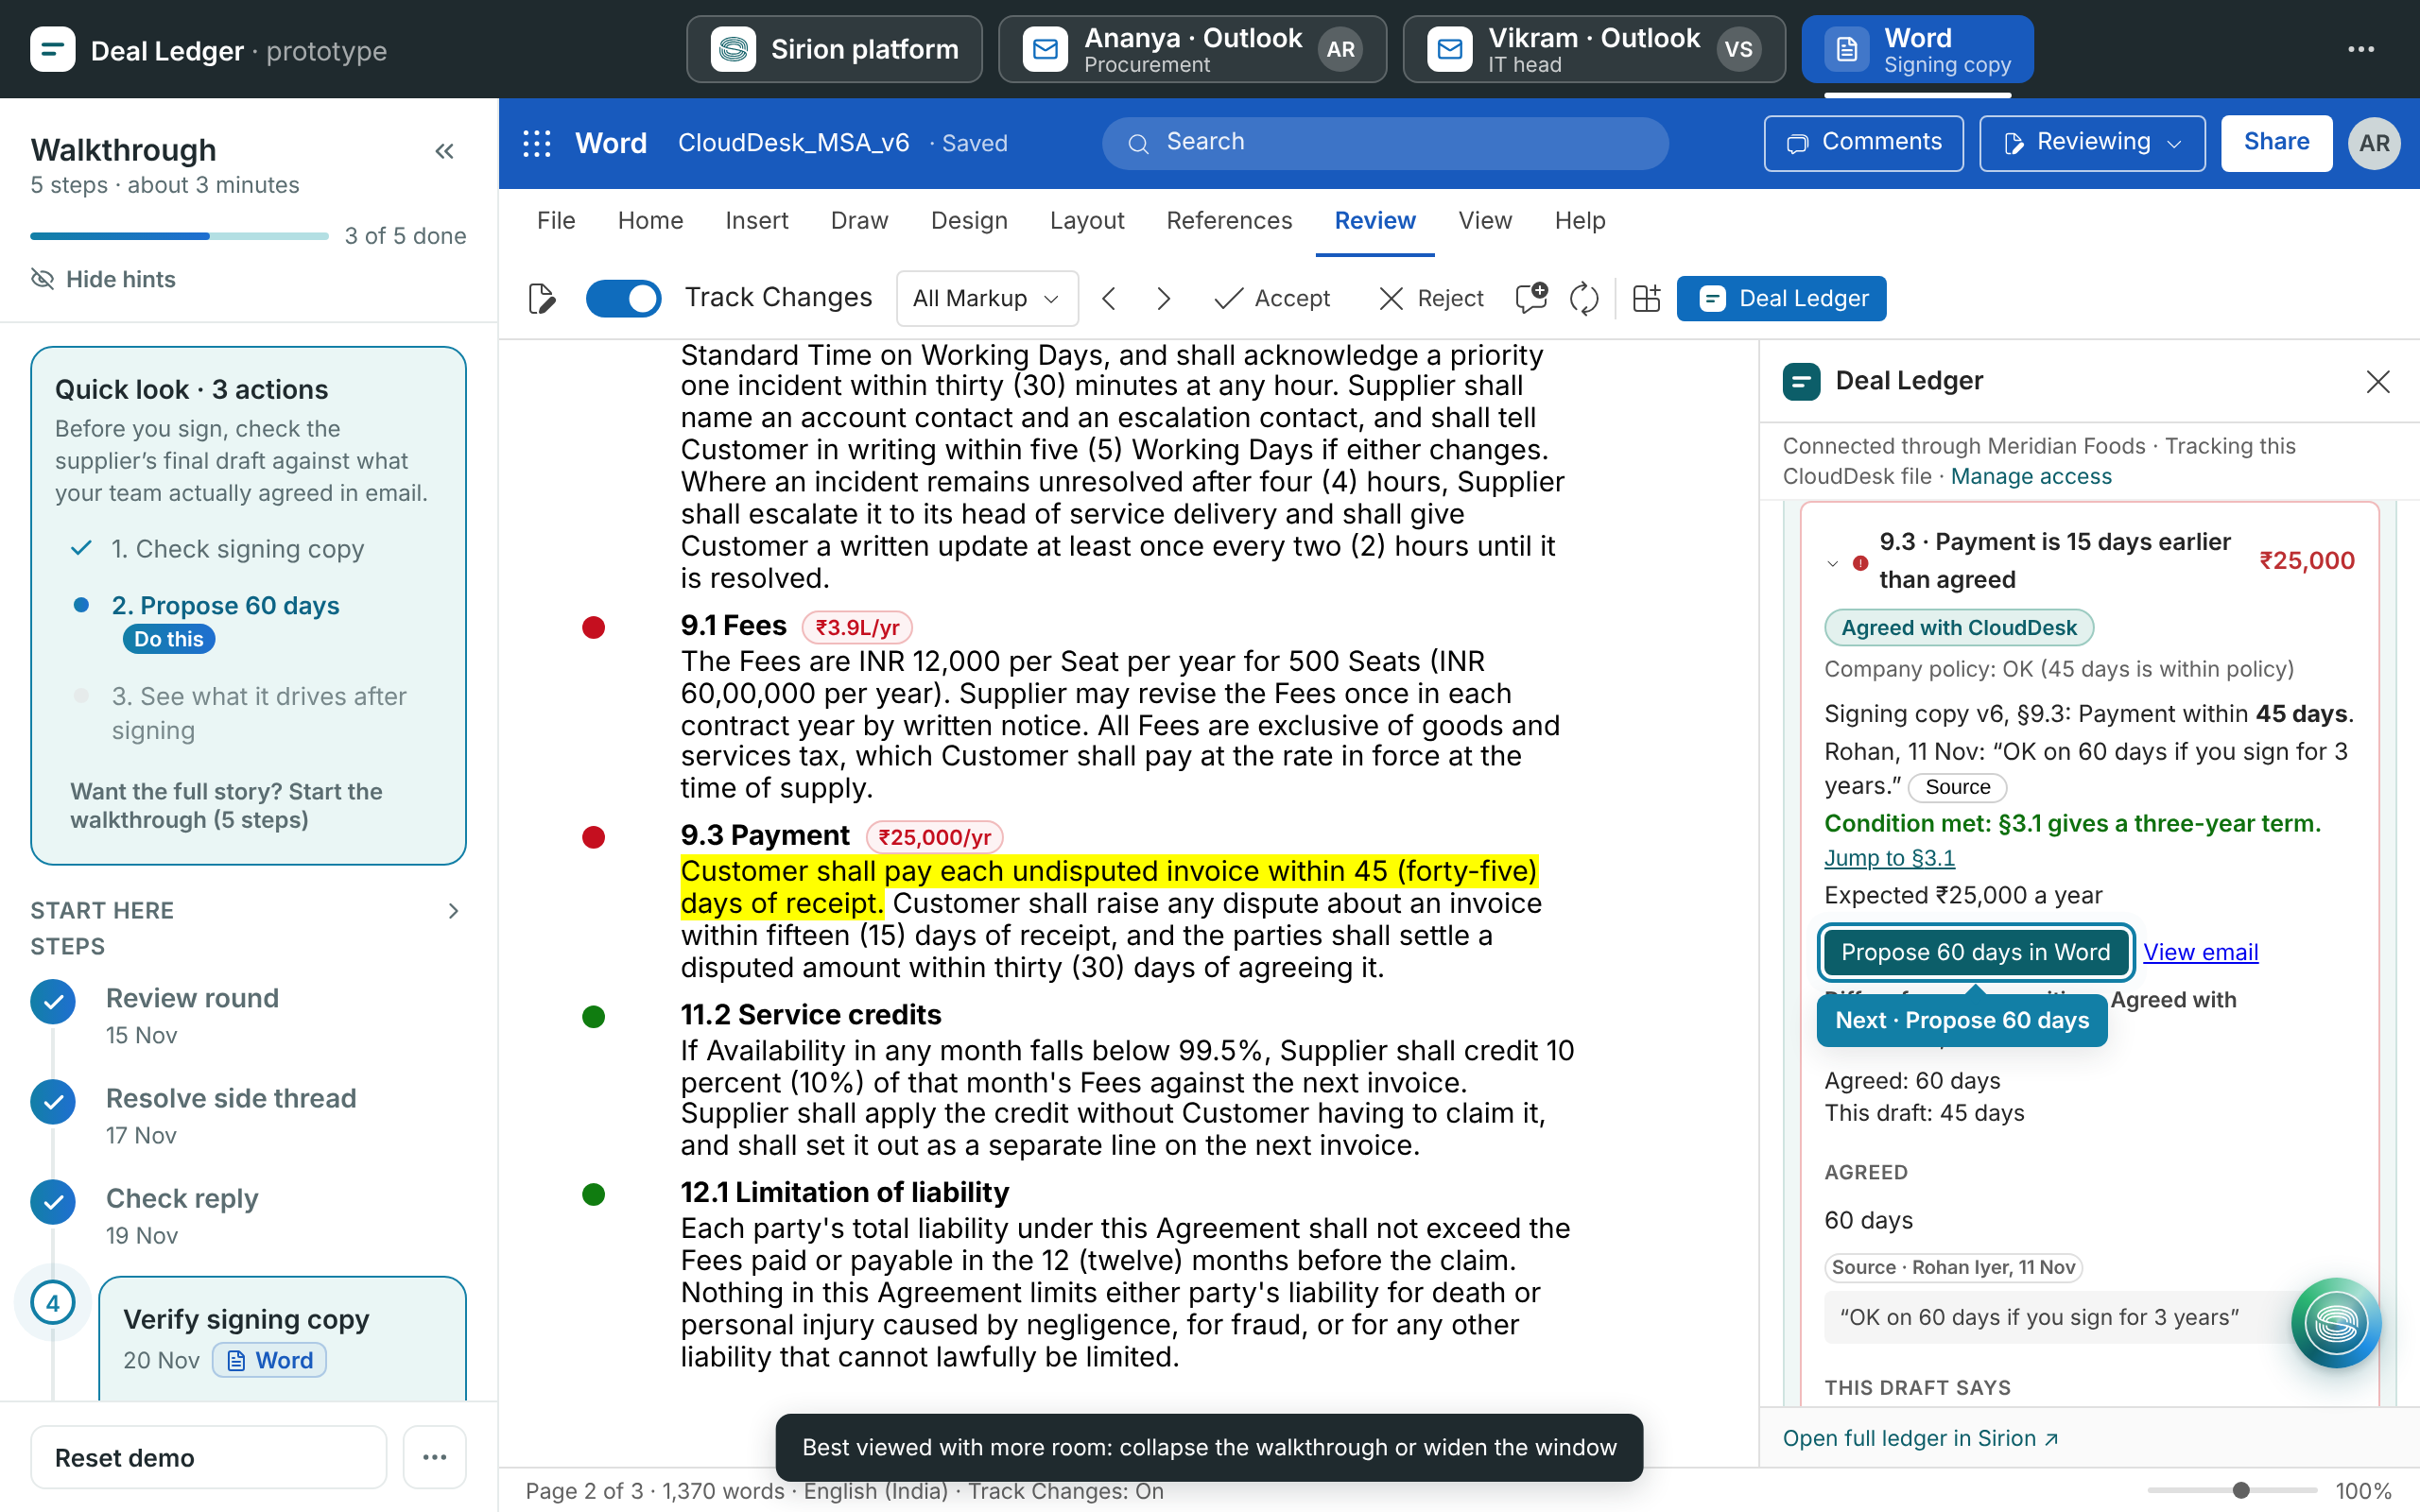 Deal Ledger · prototype
Sirion platform
Ananya · Outlook
Procurement
AR
Vikram · Outlook
IT head
VS
Word
Signing copy
Walkthrough
5 steps · about 3 minutes
3 of 5 done
Hide hints
Quick look · 3 actions
Before you sign, check the
supplier’s final draft against what
your team actually agreed in email.
1. Check signing copy
2. Propose 60 days
Do this
3. See what it drives after
signing
Want the full story? Start the
walkthrough (5 steps)
START HERE
STEPS
Review round
15 Nov
Resolve side thread
17 Nov
Check reply
19 Nov
4
Verify signing copy
20 Nov
Word
Reset demo
Word
CloudDesk_MSA_v6 · Saved
Search
Comments
Reviewing
Share
AR
File
Home
Insert
Draw
Design
Layout
References
Review
View
Help
Track Changes
All Markup
Accept
Reject
Deal Ledger
Standard Time on Working Days, and shall acknowledge a priority
one incident within thirty (30) minutes at any hour. Supplier shall
name an account contact and an escalation contact, and shall tell
Customer in writing within five (5) Working Days if either changes.
Where an incident remains unresolved after four (4) hours, Supplier
shall escalate it to its head of service delivery and shall give
Customer a written update at least once every two (2) hours until it
is resolved.
9.1 Fees ₹3.9L/yr
The Fees are INR 12,000 per Seat per year for 500 Seats (INR
60,00,000 per year). Supplier may revise the Fees once in each
contract year by written notice. All Fees are exclusive of goods and
services tax, which Customer shall pay at the rate in force at the
time of supply.
9.3 Payment ₹25,000/yr
Customer shall pay each undisputed invoice within 45 (forty-five)
days of receipt. Customer shall raise any dispute about an invoice
within fifteen (15) days of receipt, and the parties shall settle a
disputed amount within thirty (30) days of agreeing it.
11.2 Service credits
If Availability in any month falls below 99.5%, Supplier shall credit 10
percent (10%) of that month's Fees against the next invoice.
Supplier shall apply the credit without Customer having to claim it,
and shall set it out as a separate line on the next invoice.
12.1 Limitation of liability
Each party's total liability under this Agreement shall not exceed the
Fees paid or payable in the 12 (twelve) months before the claim.
Nothing in this Agreement limits either party's liability for death or
personal injury caused by negligence, for fraud, or for any other
liability that cannot lawfully be limited.
Best viewed with more room: collapse the walkthrough or widen the window
Page 2 of 3 · 1,370 words · English (India) · Track Changes: On
100%
Deal Ledger
Connected through Meridian Foods · Tracking this
CloudDesk file · Manage access
9.3 · Payment is 15 days earlier
than agreed
₹25,000
Agreed with CloudDesk
Company policy: OK (45 days is within policy)
Signing copy v6, §9.3: Payment within 45 days.
Rohan, 11 Nov: “OK on 60 days if you sign for 3
years.” Source
Condition met: §3.1 gives a three-year term.
Jump to §3.1
Expected ₹25,000 a year
Propose 60 days in Word
View email
Agreed with
Next · Propose 60 days
Agreed: 60 days
This draft: 45 days
AGREED
60 days
Source · Rohan Iyer, 11 Nov
“OK on 60 days if you sign for 3 years”
THIS DRAFT SAYS
Open full ledger in Sirion ↗